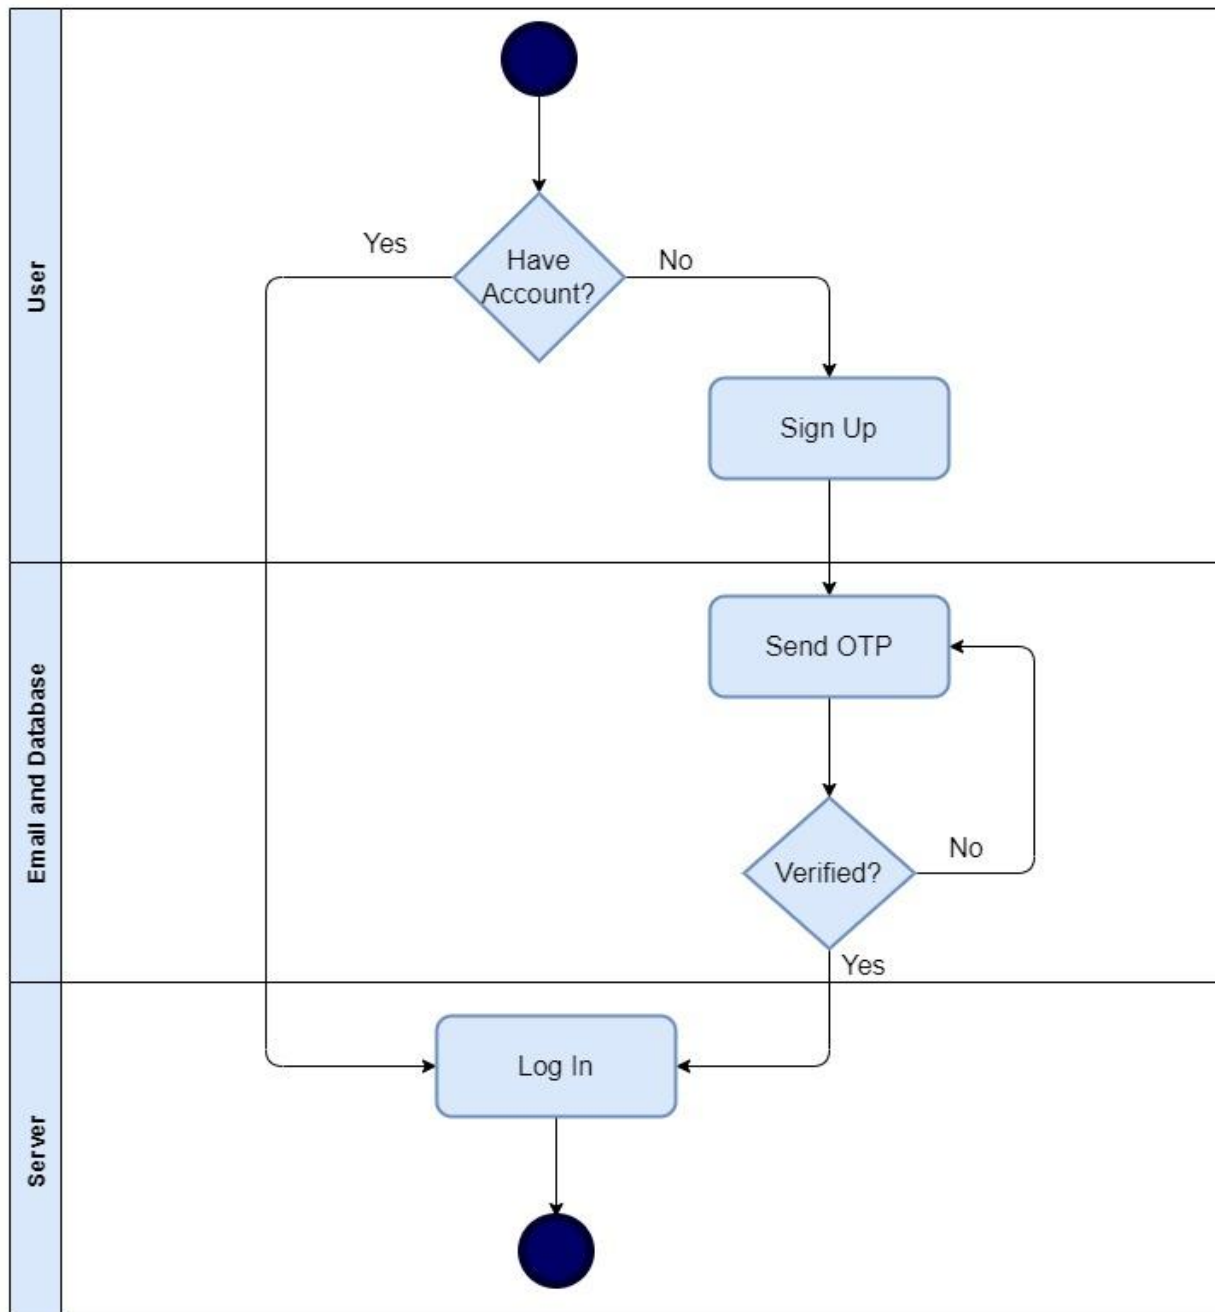 User
Yes
Have
Account?
No
Sign Up
Email and Database
Send OTP
Verified?
No
Yes
Server
Log In